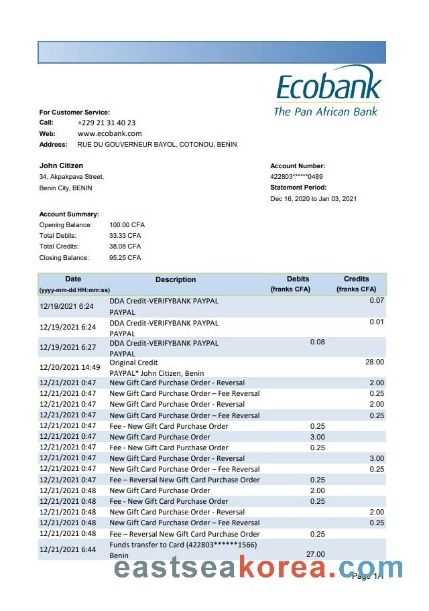 Ecobank
The Pan African Bank
For Customer Service:
Call: +229 21 31 40 23
Web: www.ecobank.com
Address: RUE DU GOUVERNEUR BAYOL, COTONOU, BENIN
John Citizen
34, Akpakpava Street,
Benin City, BENIN
Account Number:
422803******0489
Statement Period:
Dec 16, 2020 to Jan 03, 2021
Account Summary:
Opening Balance: 100.00 CFA
Total Debits: 33.33 CFA
Total Credits: 38.08 CFA
Closing Balance: 95.25 CFA
Date Description Debits Credits
(yyyy-mm-dd HH:mm:ss) (franks CFA) (franks CFA)
12/19/2021 6:24 DDA Credit-VERIFYBANK PAYPAL 0.07
PAYPAL
12/19/2021 6:24 DDA Credit-VERIFYBANK PAYPAL 0.01
PAYPAL
12/19/2021 6:27 DDA Credit-VERIFYBANK PAYPAL 0.08
PAYPAL
12/20/2021 14:49 Original Credit 28.00
PAYPAL* John Citizen, Benin
12/21/2021 0:47 New Gift Card Purchase Order - Reversal 2.00
12/21/2021 0:47 New Gift Card Purchase Order – Fee Reversal 0.25
12/21/2021 0:47 New Gift Card Purchase Order - Reversal 2.00
12/21/2021 0:47 New Gift Card Purchase Order – Fee Reversal 0.25
12/21/2021 0:47 Fee - New Gift Card Purchase Order 0.25
12/21/2021 0:47 New Gift Card Purchase Order 3.00
12/21/2021 0:47 Fee - New Gift Card Purchase Order 0.25
12/21/2021 0:47 New Gift Card Purchase Order - Reversal 3.00
12/21/2021 0:47 New Gift Card Purchase Order – Fee Reversal 0.25
12/21/2021 0:47 Fee – Reversal New Gift Card Purchase Order 0.25
12/21/2021 0:48 New Gift Card Purchase Order 2.00
12/21/2021 0:48 Fee - New Gift Card Purchase Order 0.25
12/21/2021 0:48 New Gift Card Purchase Order - Reversal 2.00
12/21/2021 0:48 New Gift Card Purchase Order – Fee Reversal 0.25
12/21/2021 0:48 Fee – Reversal New Gift Card Purchase Order 0.25
12/21/2021 6:44 Funds transfer to Card (422803******1566) 27.00
Benin
eastseakorea.com
Page 1/1